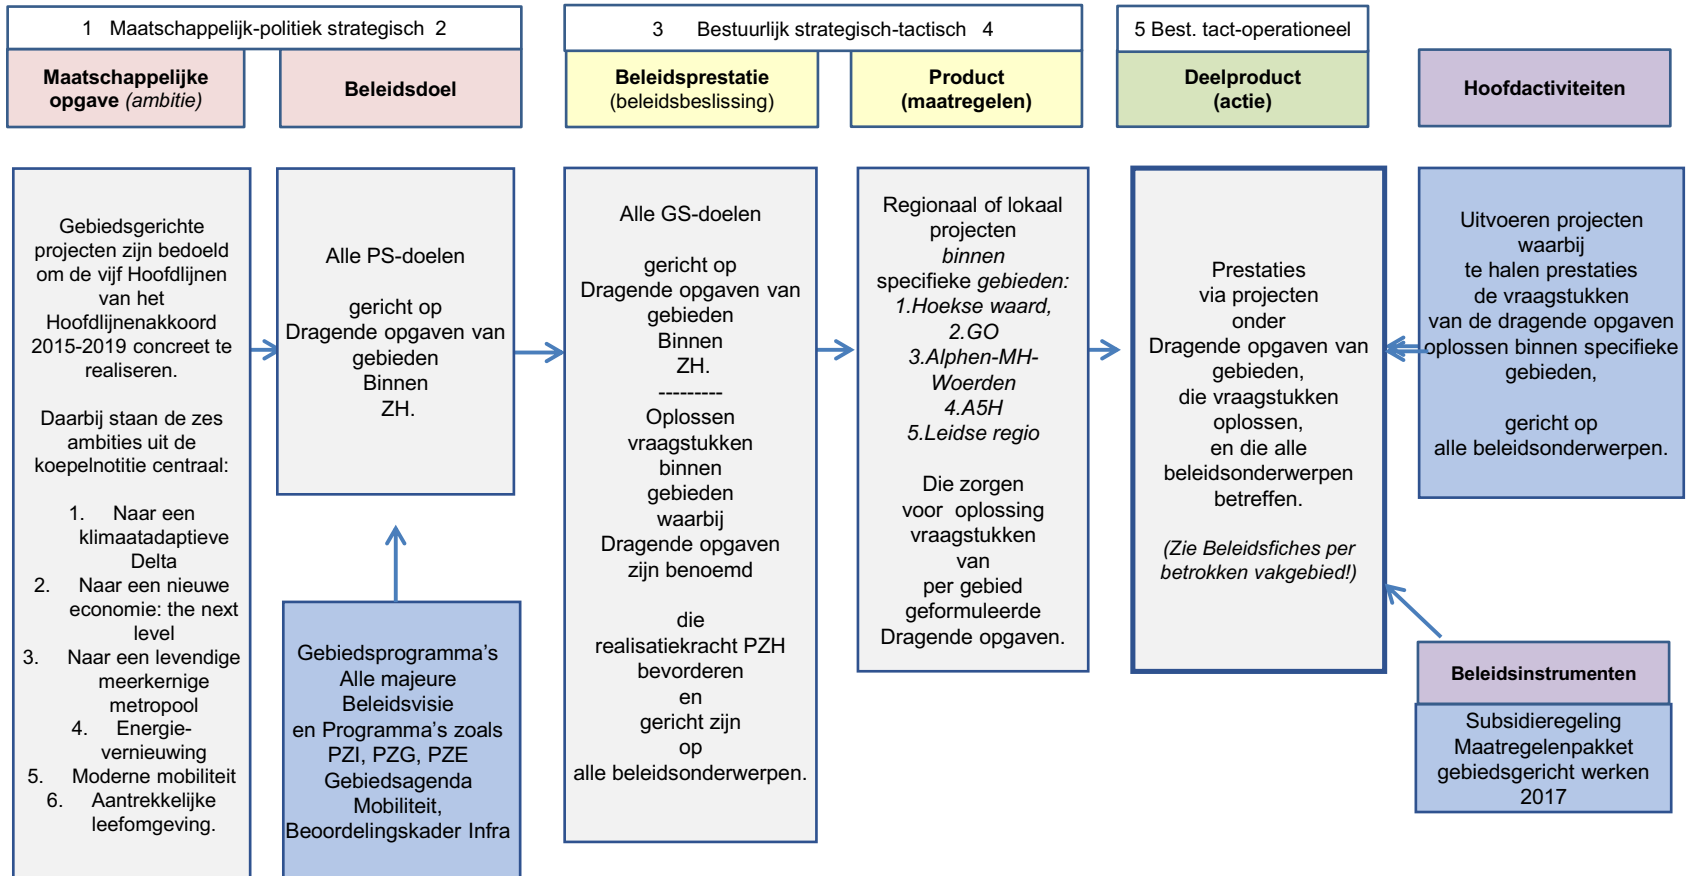 1 Maatschappelijk-politiek strategisch 2
3 Bestuurlijk strategisch-tactisch 4
5 Best. tact-operationeel
Maatschappelijke
opgave (ambitie)
Beleidsdoel
Beleidsprestatie
(beleidsbeslissing)
Product
(maatregelen)
Deelproduct
(actie)
Hoofdactiviteiten
Gebiedsgerichte
projecten zijn bedoeld
om de vijf Hoofdlijnen
van het
Hoofdlijnenakkoord
2015-2019 concreet te
realiseren.
Daarbij staan de zes
ambities uit de
koepelnotitie centraal:
1. Naar een
klimaatadaptieve
Delta
2. Naar een nieuwe
economie: the next
level
3. Naar een levendige
meerkernige
metropool
4. Energie-
vernieuwing
5. Moderne mobiliteit
6. Aantrekkelijke
leefomgeving.
Alle PS-doelen
gericht op
Dragende opgaven van
gebieden
Binnen
ZH.
Gebiedsprogramma's
Alle majeure
Beleidsvisie
en Programma's zoals
PZI, PZG, PZE
Gebiedsagenda
Mobiliteit,
Beoordelingskader Infra
Alle GS-doelen
gericht op
Dragende opgaven van
gebieden
Binnen
ZH.
---------
Oplossen
vraagstukken
binnen
gebieden
waarbij
Dragende opgaven
zijn benoemd
die
realisatiekracht PZH
bevorderen
en
gericht zijn
op
alle beleidsonderwerpen.
Regionaal of lokaal
projecten
binnen
specifieke gebieden:
1.Hoekse waard,
2.GO
3.Alphen-MH-
Woerden
4.A5H
5.Leidse regio
Die zorgen
voor oplossing
vraagstukken
van
per gebied
geformuleerde
Dragende opgaven.
Prestaties
via projecten
onder
Dragende opgaven van
gebieden,
die vraagstukken
oplossen,
en die alle
beleidsonderwerpen
betreffen.
(Zie Beleidsfiches per
betrokken vakgebied!)
Uitvoeren projecten
waarbij
te halen prestaties
de vraagstukken
van de dragende opgaven
oplossen binnen specifieke
gebieden,
gericht op
alle beleidsonderwerpen.
Beleidsinstrumenten
Subsidieregeling
Maatregelenpakket
gebiedsgericht werken
2017